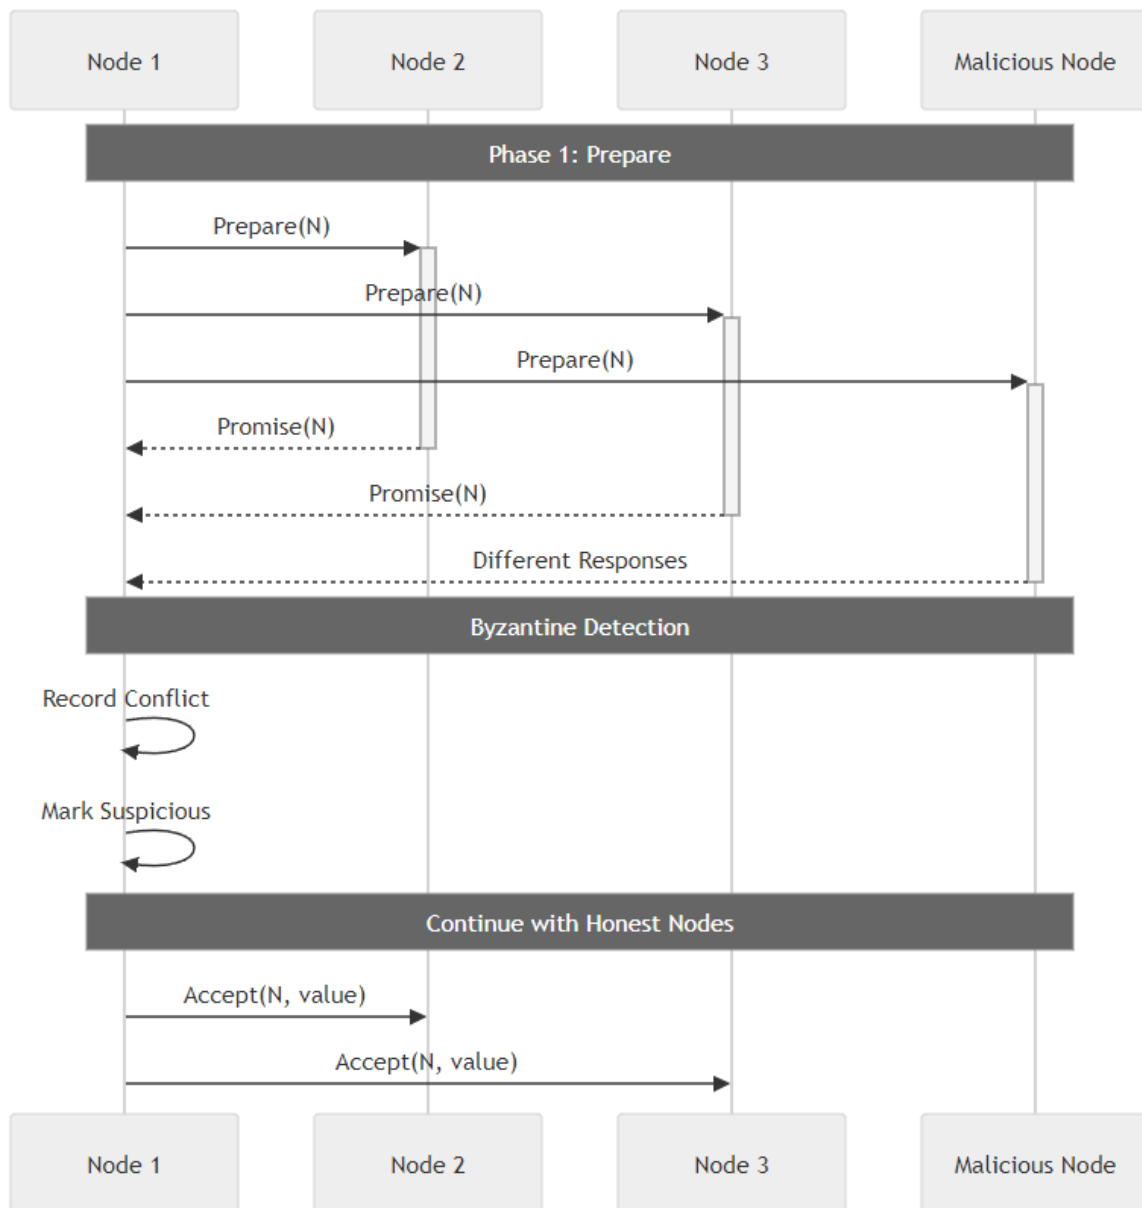 Node 1
Node 2
Node 3
Malicious Node
Phase 1: Prepare
Prepare(N)
Prepare(N)
Prepare(N)
Promise(N)
Promise(N)
Different Responses
Byzantine Detection
Record Conflict
Mark Suspicious
Continue with Honest Nodes
Accept(N, value)
Accept(N, value)
Node 1
Node 2
Node 3
Malicious Node